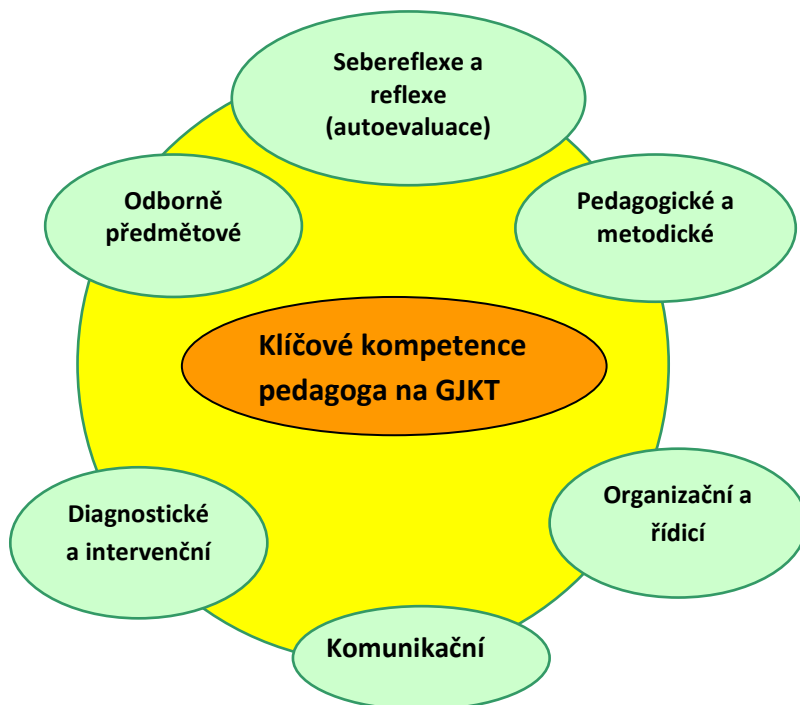 Sebereflexe a
reflexe
(autoevaluace)
Odborně
předmětové
Pedagogické a
metodické
Klíčové kompetence
pedagoga na GJKT
Organizační a
řídicí
Diagnostické
a intervenční
Komunikační